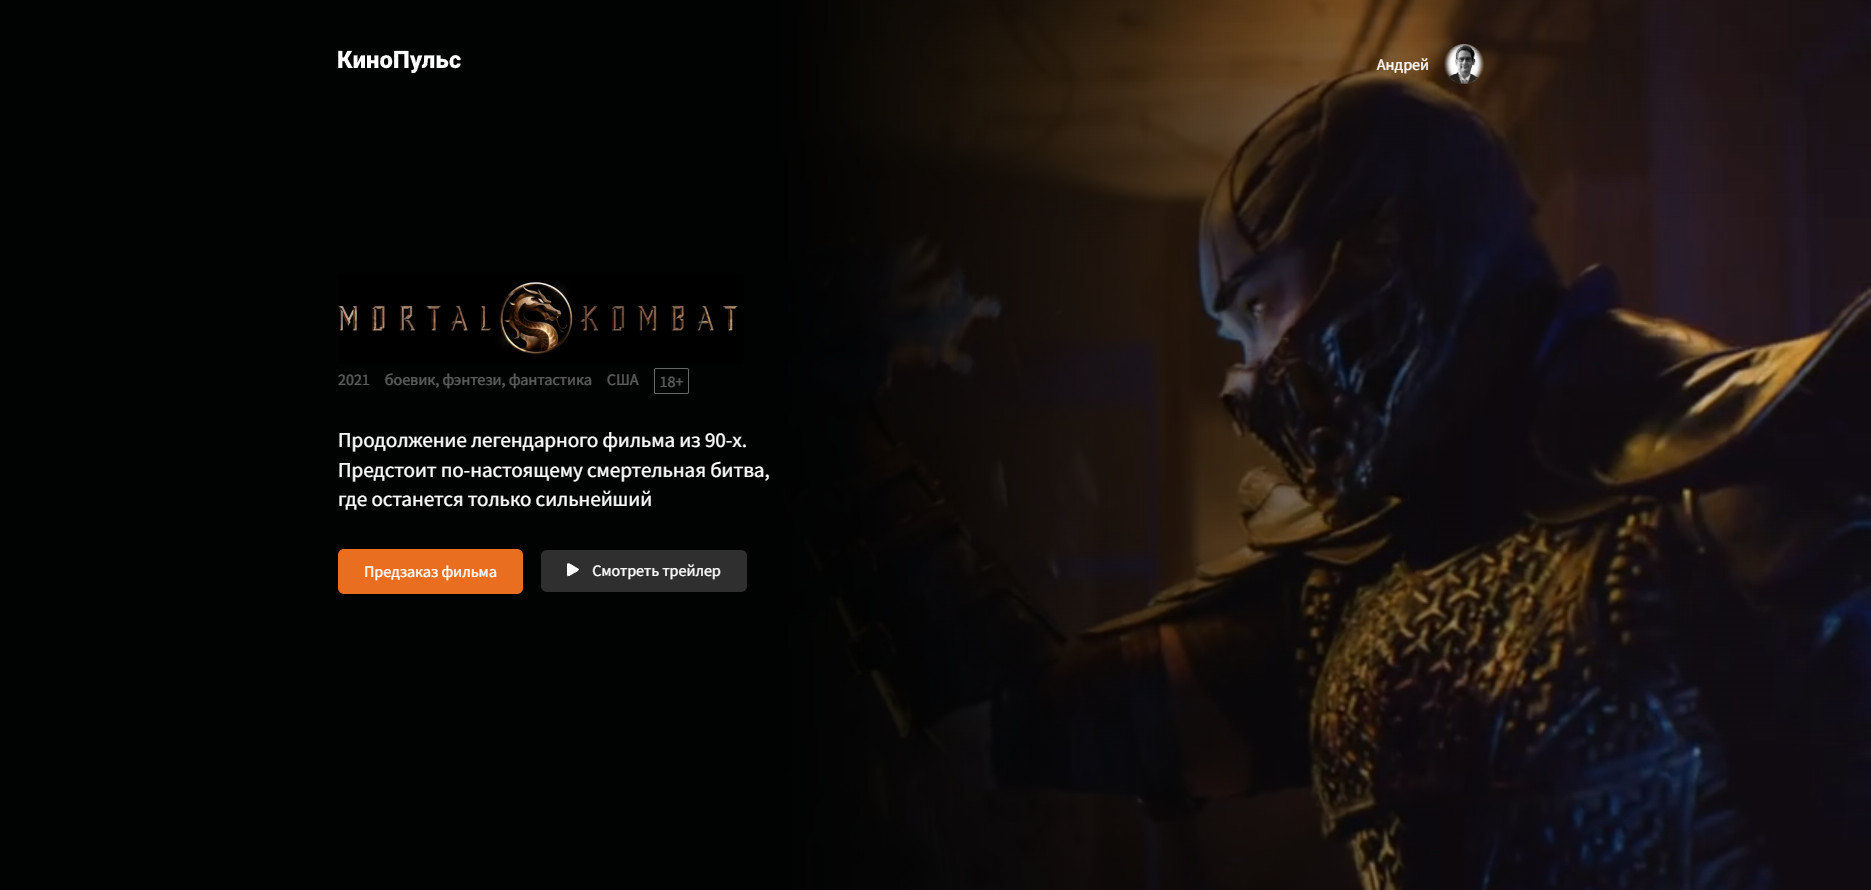 КиноПульс
Андрей
MORTAL KOMBAT
2021 боевик, фэнтези, фантастика США 18+
Продолжение легендарного фильма из 90-х.
Предстоит по-настоящему смертельная битва,
где останется только сильнейший
Предзаказ фильма
Смотреть трейлер